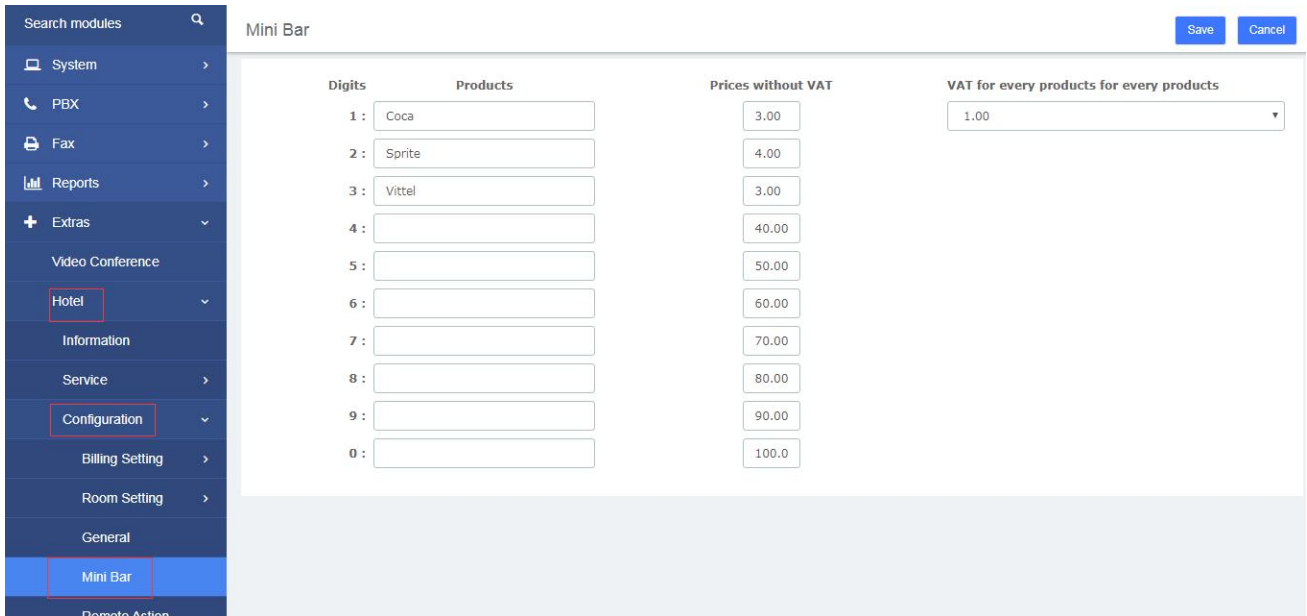 Search modules
System
PBX
Fax
Reports
Extras
Video Conference
Hotel
Information
Service
Configuration
Billing Setting
Room Setting
General
Mini Bar
Remote Action
Mini Bar
Save Cancel
Digits Products Prices without VAT VAT for every products for every products
1 : Coca 3.00 1.00
2 : Sprite 4.00
3 : Vittel 3.00
4 : 40.00
5 : 50.00
6 : 60.00
7 : 70.00
8 : 80.00
9 : 90.00
0 : 100.0